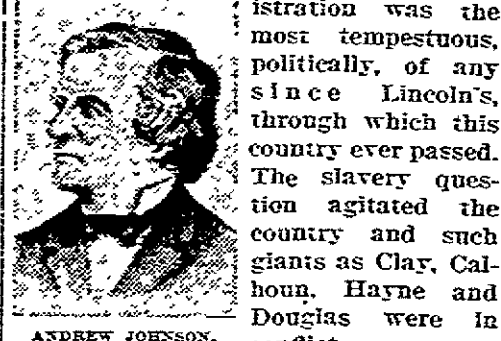 istration was the
most tempestuous,
politically, of any
since Lincoln's,
through which this
country ever passed.
The slavery ques-
tion agitated the
country and such
giants as Clay, Cal-
houn, Hayne and
Douglas were in
ANDREW JOHNSON.